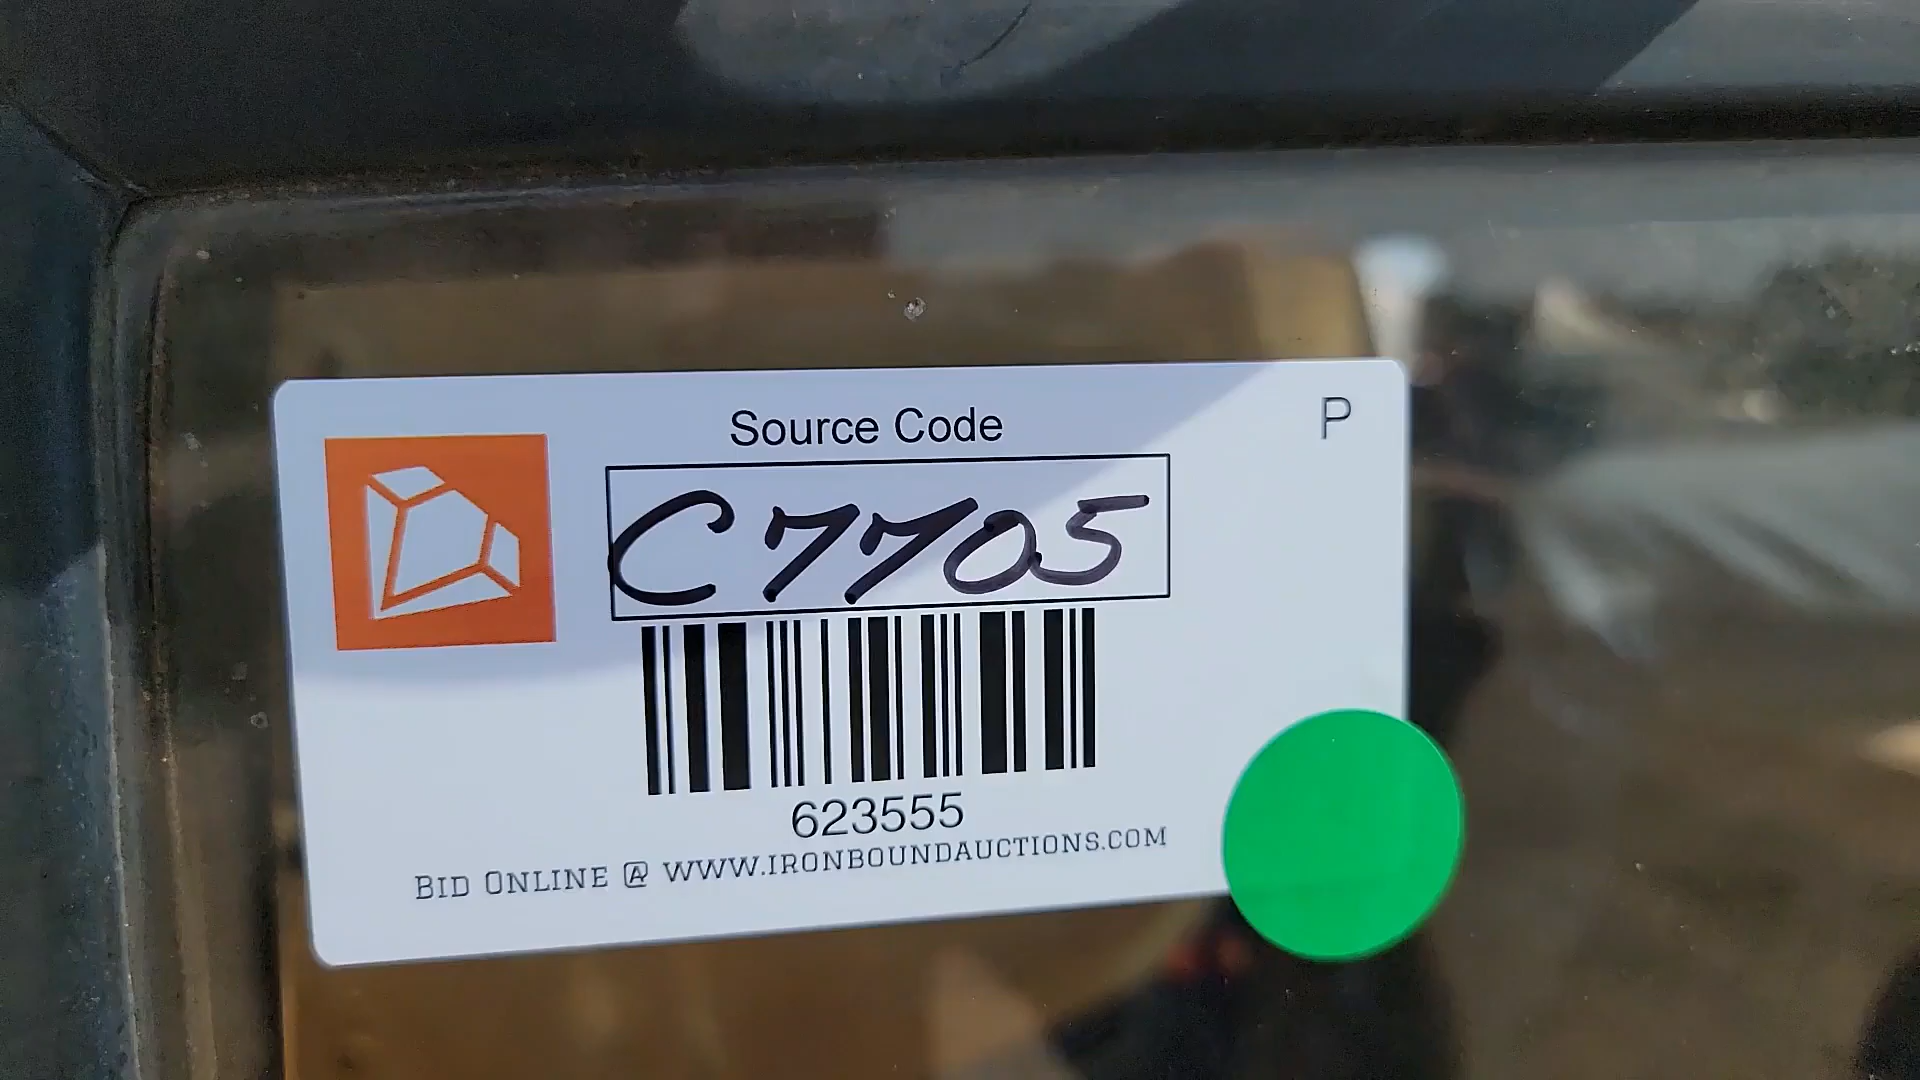 Source Code
P
C7705
623555
BID ONLINE @ WWW.IRONBOUNDAUCTIONS.COM